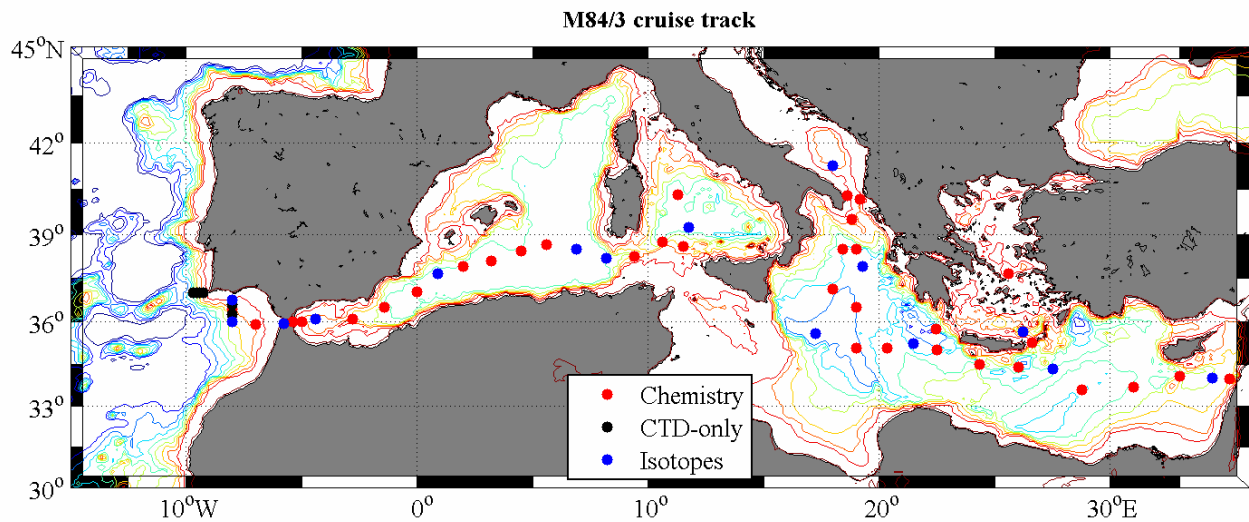 M84/3 cruise track
45°N
42°
39°
36°
33°
30°
10°W
0°
10°
20°
30°E
Chemistry
CTD-only
Isotopes